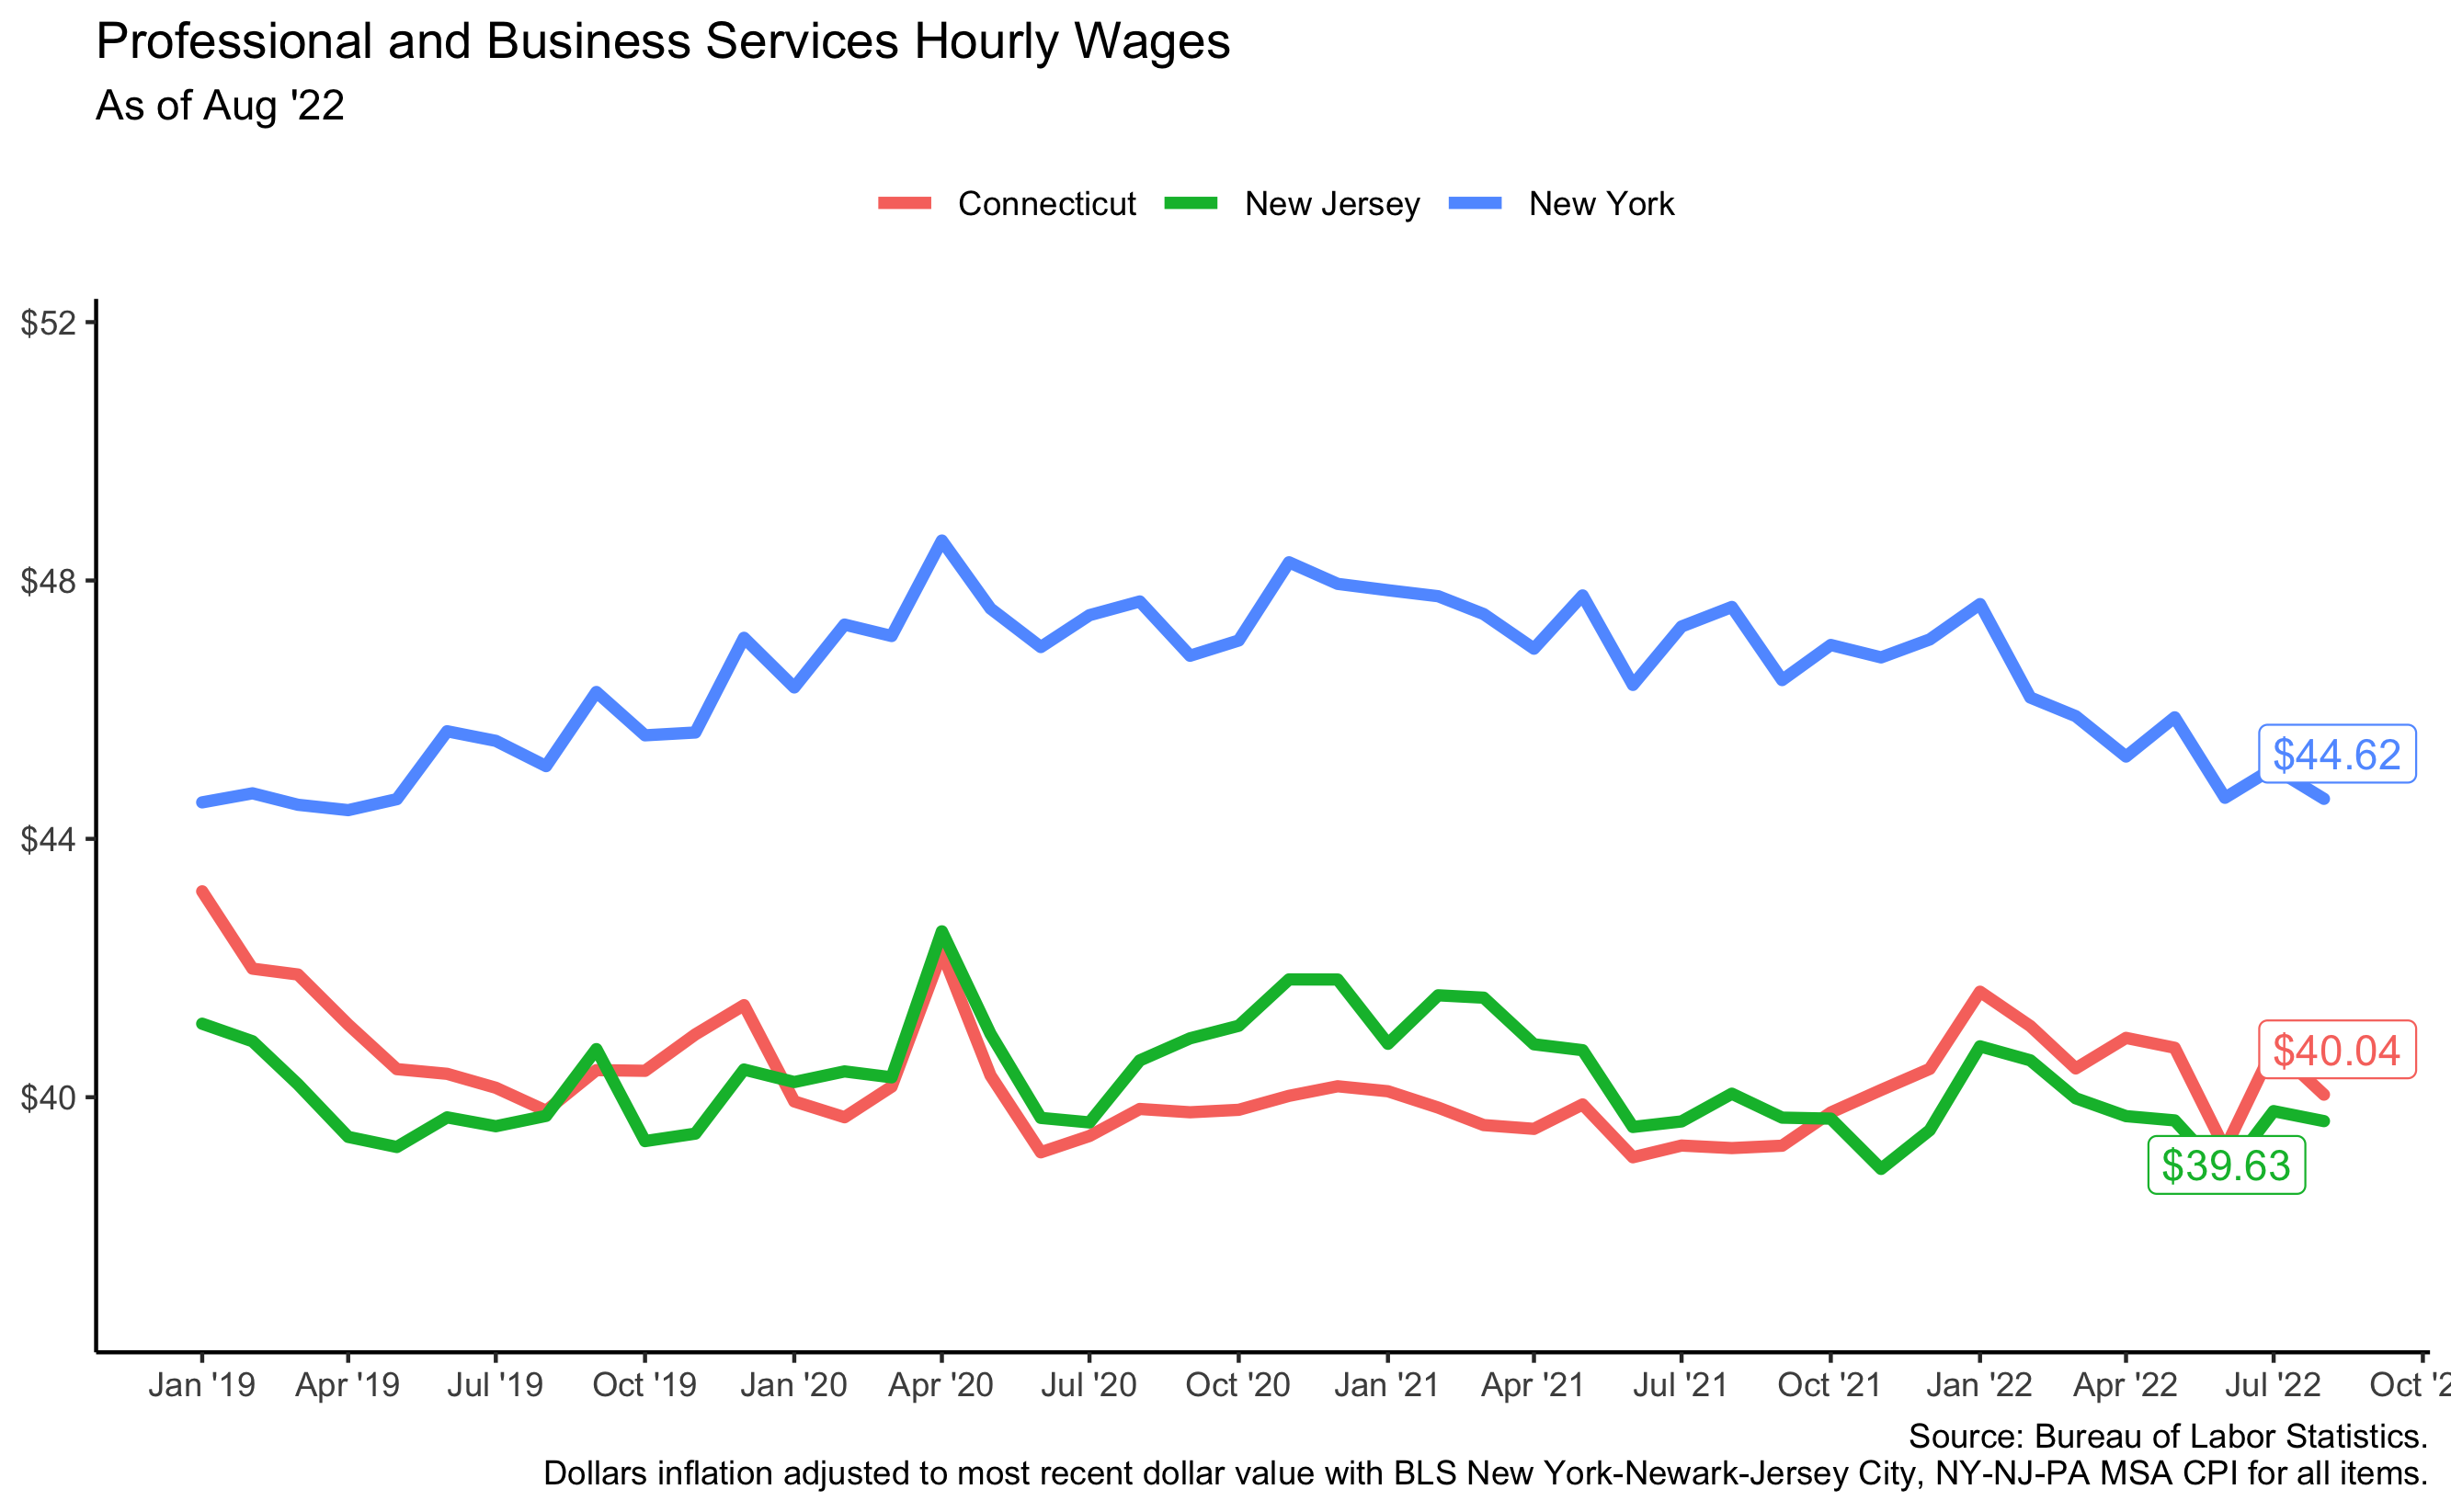 Professional and Business Services Hourly Wages
As of Aug '22
Connecticut New Jersey New York
$52
$48
$44
$40
$44.62
$40.04
$39.63
Jan '19 Apr '19 Jul '19 Oct '19 Jan '20 Apr '20 Jul '20 Oct '20 Jan '21 Apr '21 Jul '21 Oct '21 Jan '22 Apr '22 Jul '22 Oct '2
Source: Bureau of Labor Statistics.
Dollars inflation adjusted to most recent dollar value with BLS New York-Newark-Jersey City, NY-NJ-PA MSA CPI for all items.